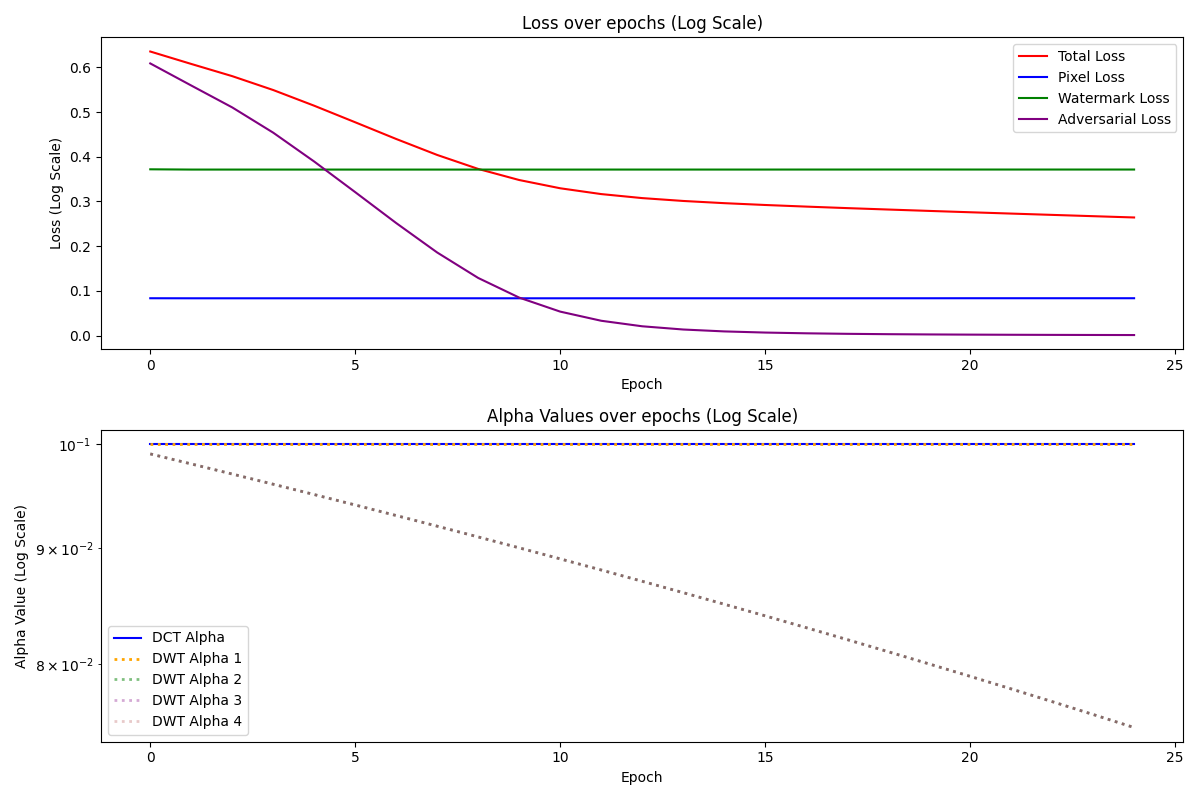 Loss over epochs (Log Scale)
Loss (Log Scale)
0.6
0.5
0.4
0.3
0.2
0.1
0.0
Total Loss
Pixel Loss
Watermark Loss
Adversarial Loss
0 5 10 15 20 25
Epoch
Alpha Values over epochs (Log Scale)
Alpha Value (Log Scale)
10⁻¹
9 × 10⁻²
8 × 10⁻²
DCT Alpha
DWT Alpha 1
DWT Alpha 2
DWT Alpha 3
DWT Alpha 4
0 5 10 15 20 25
Epoch